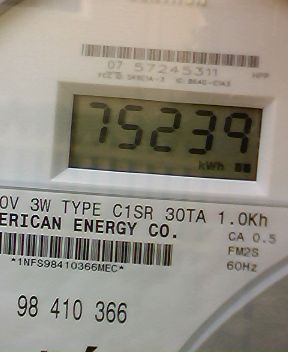 07 57245311
HPP
75239
kWh
0V 3W TYPE C1SR 30TA 1.0Kh
ERICAN ENERGY CO.
CA 0.5
FM2S
60Hz
*1NFS98410366MEC*
98 410 366